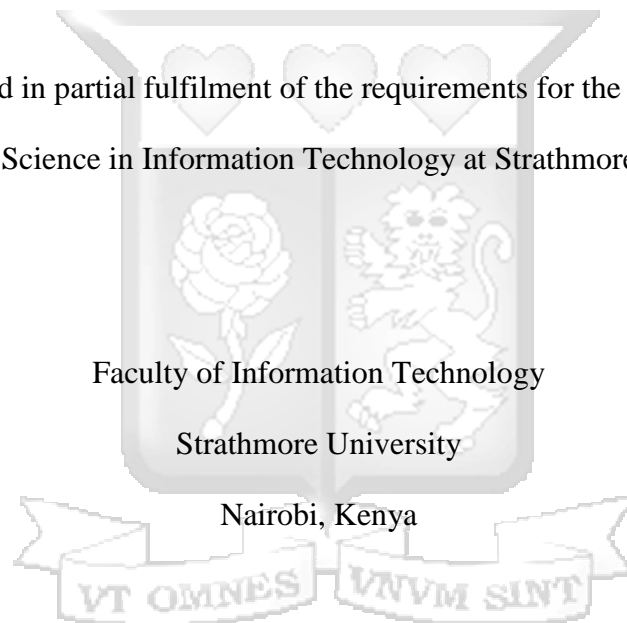 d in partial fulfilment of the requirements for the
Science in Information Technology at Strathmore
Faculty of Information Technology
Strathmore University
Nairobi, Kenya
VT OMNES VNVM SINT